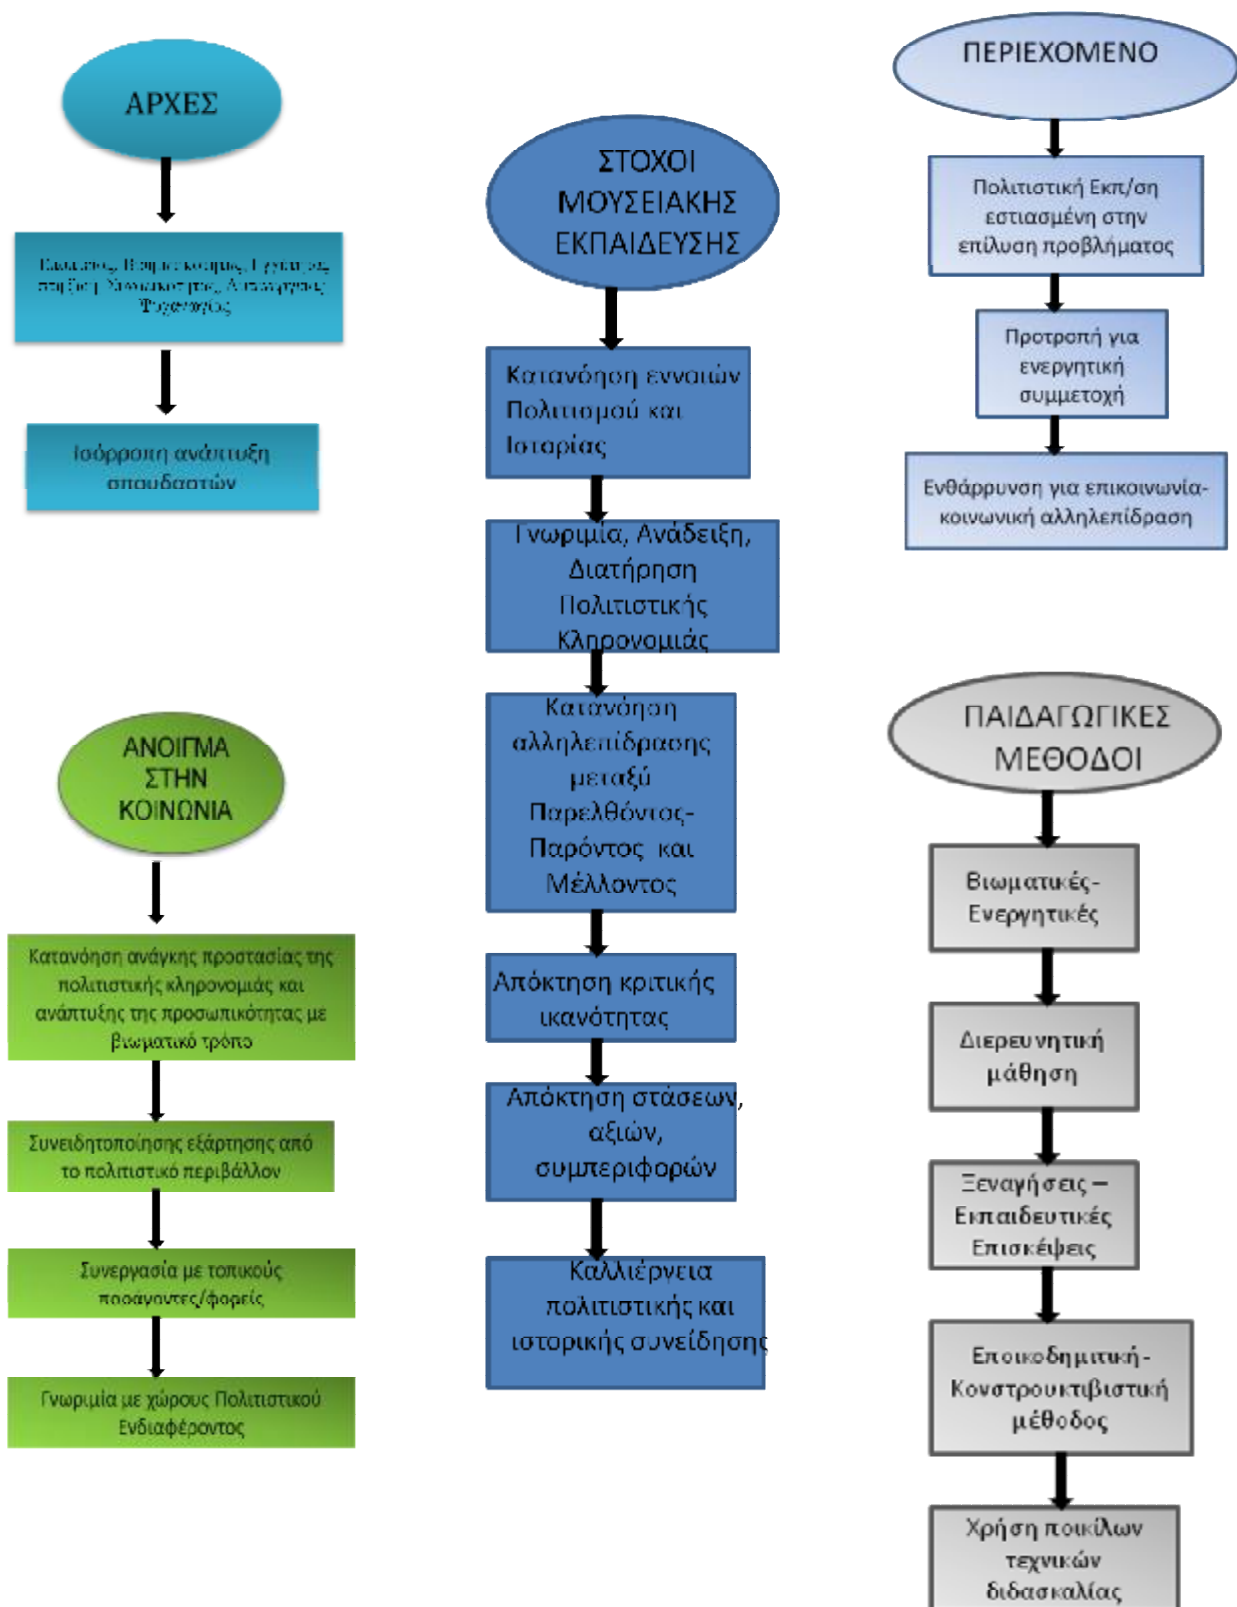 ΑΡΧΕΣ
Ψυχαγωγίας
Ισόρροπη ανάπτυξη
σπουδαστών
ΑΝΟΙΓΜΑ
ΣΤΗΝ
ΚΟΙΝΩΝΙΑ
Κατανόηση ανάγκης προστασίας της
πολιτιστικής κληρονομιάς και
ανάπτυξης της προσωπικότητας με
βιωματικό τρόπο
Συνειδητοποίησης εξάρτησης από
το πολιτιστικό περιβάλλον
Συνεργασία με τοπικούς
παράγοντες/φορείς
Γνωριμία με χώρους Πολιτιστικού
Ενδιαφέροντος
ΣΤΟΧΟΙ
ΜΟΥΣΕΙΑΚΗΣ
ΕΚΠΑΙΔΕΥΣΗΣ
Κατανόηση εννοιών
Πολιτισμού και
Ιστορίας
Γνωριμία, Ανάδειξη,
Διατήρηση
Πολιτιστικής
Κληρονομιάς
Κατανόηση
αλληλεπίδρασης
μεταξύ
Παρελθόντος-
Παρόντος και
Μέλλοντος
Απόκτηση κριτικής
ικανότητας
Απόκτηση στάσεων,
αξιών,
συμπεριφορών
Καλλιέργεια
πολιτιστικής και
ιστορικής συνείδησης
ΠΕΡΙΕΧΟΜΕΝΟ
Πολιτιστική Εκπ/ση
εστιασμένη στην
επίλυση προβλήματος
Προτροπή για
ενεργητική
συμμετοχή
Ενθάρρυνση για επικοινωνία-
κοινωνική αλληλεπίδραση
ΠΑΙΔΑΓΩΓΙΚΕΣ
ΜΕΘΟΔΟΙ
Βιωματικές-
Ενεργητικές
Διερευνητική
μάθηση
Ξεναγήσεις –
Εκπαιδευτικές
Επισκέψεις
Εποικοδημιτική-
Κονστρουκτιβιστική
μέθοδος
Χρήση ποικίλων
τεχνικών
διδασκαλίας